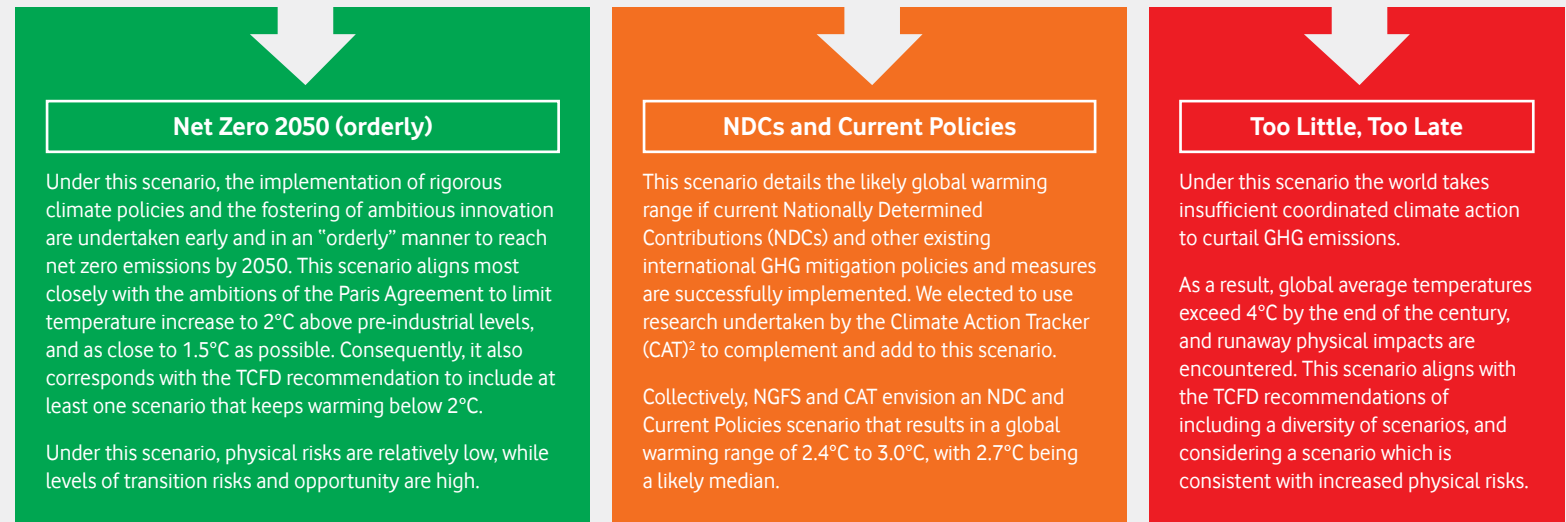 Net Zero 2050 (orderly)
Under this scenario, the implementation of rigorous
climate policies and the fostering of ambitious innovation
are undertaken early and in an “orderly” manner to reach
net zero emissions by 2050. This scenario aligns most
closely with the ambitions of the Paris Agreement to limit
temperature increase to 2°C above pre-industrial levels,
and as close to 1.5°C as possible. Consequently, it also
corresponds with the TCFD recommendation to include at
least one scenario that keeps warming below 2°C.
Under this scenario, physical risks are relatively low, while
levels of transition risks and opportunity are high.
NDCs and Current Policies
This scenario details the likely global warming
range if current Nationally Determined
Contributions (NDCs) and other existing
international GHG mitigation policies and measures
are successfully implemented. We elected to use
research undertaken by the Climate Action Tracker
(CAT)² to complement and add to this scenario.
Collectively, NGFS and CAT envision an NDC and
Current Policies scenario that results in a global
warming range of 2.4°C to 3.0°C, with 2.7°C being
a likely median.
Too Little, Too Late
Under this scenario the world takes
insufficient coordinated climate action
to curtail GHG emissions.
As a result, global average temperatures
exceed 4°C by the end of the century,
and runaway physical impacts are
encountered. This scenario aligns with
the TCFD recommendations of
including a diversity of scenarios, and
considering a scenario which is
consistent with increased physical risks.